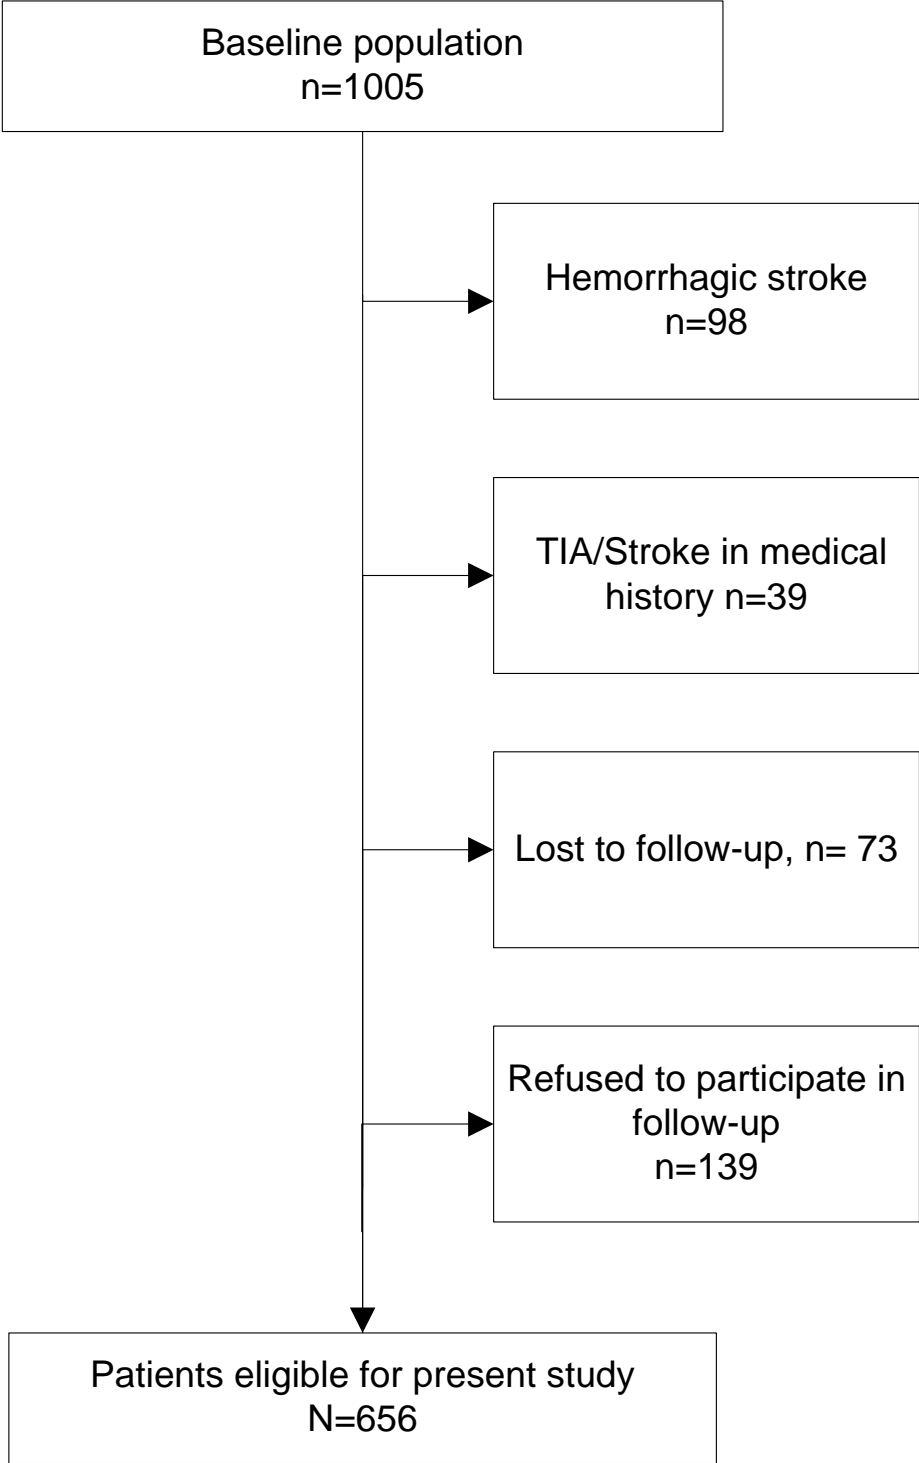 Baseline population
n=1005
Hemorrhagic stroke
n=98
TIA/Stroke in medical
history n=39
Lost to follow-up, n= 73
Refused to participate in
follow-up
n=139
Patients eligible for present study
N=656